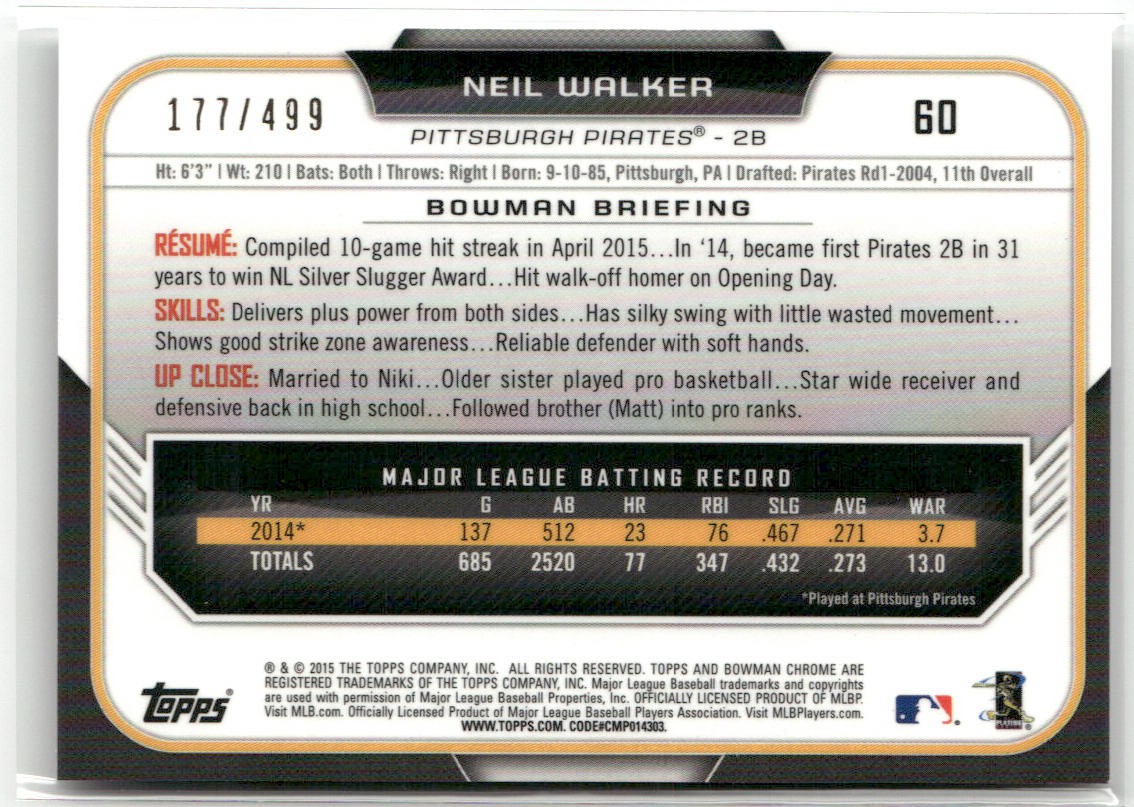 NEIL WALKER
177/499
60
PITTSBURGH PIRATES® - 2B
Ht: 6'3" | Wt: 210 | Bats: Both | Throws: Right | Born: 9-10-85, Pittsburgh, PA | Drafted: Pirates Rd1-2004, 11th Overall
BOWMAN BRIEFING
RÉSUMÉ: Compiled 10-game hit streak in April 2015...In '14, became first Pirates 2B in 31
years to win NL Silver Slugger Award...Hit walk-off homer on Opening Day.
SKILLS: Delivers plus power from both sides...Has silky swing with little wasted movement...
Shows good strike zone awareness...Reliable defender with soft hands.
UP CLOSE: Married to Niki...Older sister played pro basketball...Star wide receiver and
defensive back in high school...Followed brother (Matt) into pro ranks.
MAJOR LEAGUE BATTING RECORD
YR G AB HR RBI SLG AVG WAR
2014* 137 512 23 76 .467 .271 3.7
TOTALS 685 2520 77 347 .432 .273 13.0
*Played at Pittsburgh Pirates
® & © 2015 THE TOPPS COMPANY, INC. ALL RIGHTS RESERVED. TOPPS AND BOWMAN CHROME ARE
REGISTERED TRADEMARKS OF THE TOPPS COMPANY, INC. Major League Baseball trademarks and copyrights
are used with permission of Major League Baseball Properties, Inc. OFFICIALLY LICENSED PRODUCT OF MLBP.
Visit MLB.com. Officially Licensed Product of Major League Baseball Players Association. Visit MLBPlayers.com.
WWW.TOPPS.COM. CODE#CMP014303.
Topps®